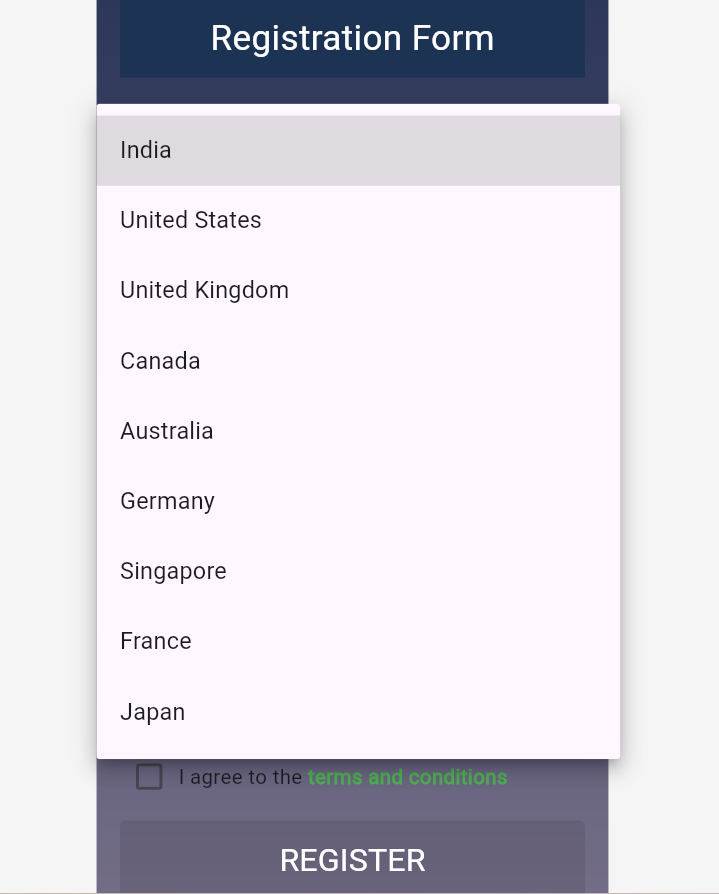 Registration Form
India
United States
United Kingdom
Canada
Australia
Germany
Singapore
France
Japan
I agree to the terms and conditions
REGISTER